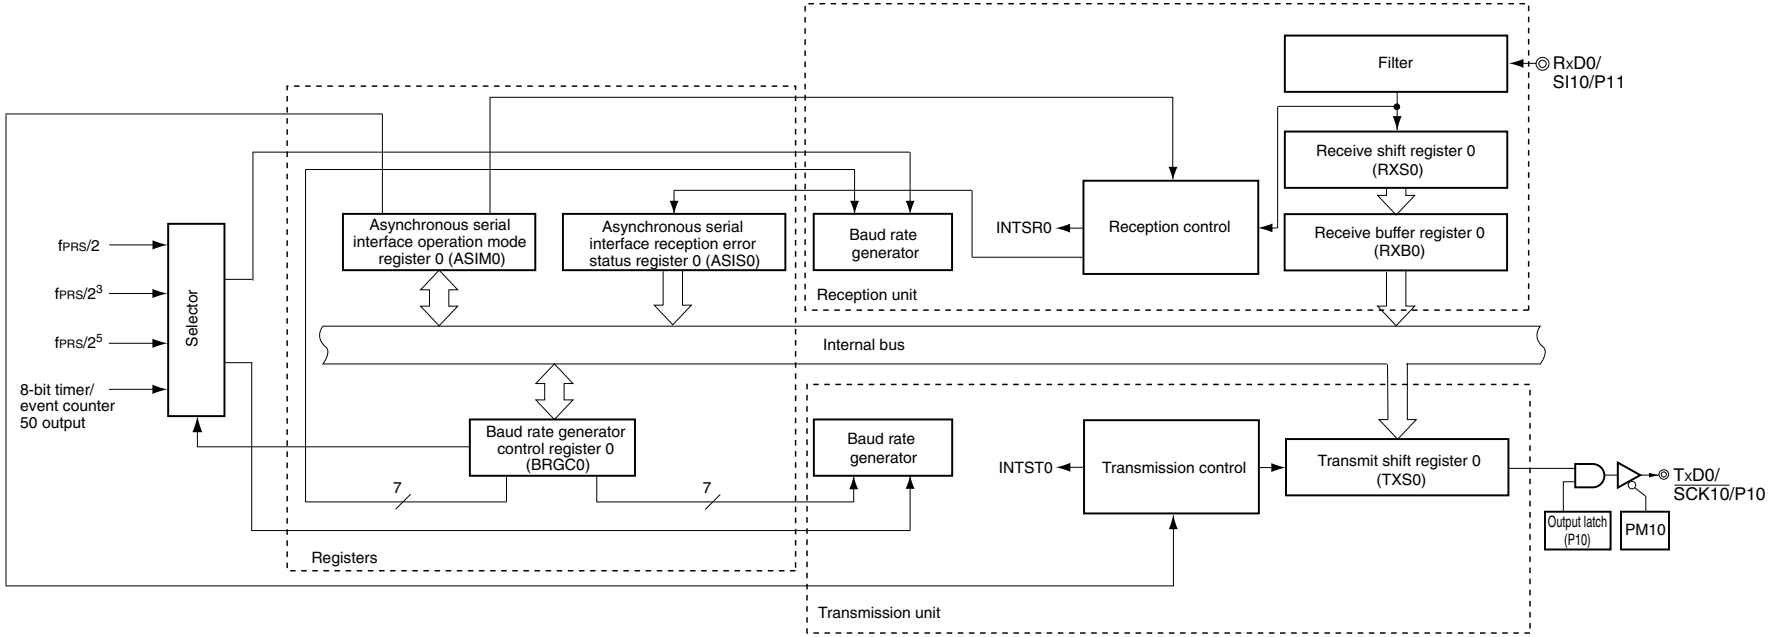 Filter
RxD0/
SI10/P11
Receive shift register 0
(RXS0)
Asynchronous serial
interface operation mode
register 0 (ASIM0)
Asynchronous serial
interface reception error
status register 0 (ASIS0)
Baud rate
generator
INTSR0
Reception control
Receive buffer register 0
(RXB0)
Reception unit
fPRS/2
fPRS/2³
fPRS/2⁵
8-bit timer/
event counter
50 output
Selector
Internal bus
Baud rate generator
control register 0
(BRGC0)
7
7
Baud rate
generator
INTST0
Transmission control
Transmit shift register 0
(TXS0)
TxD0/
SCK10/P10
Output latch
(P10)
PM10
Registers
Transmission unit